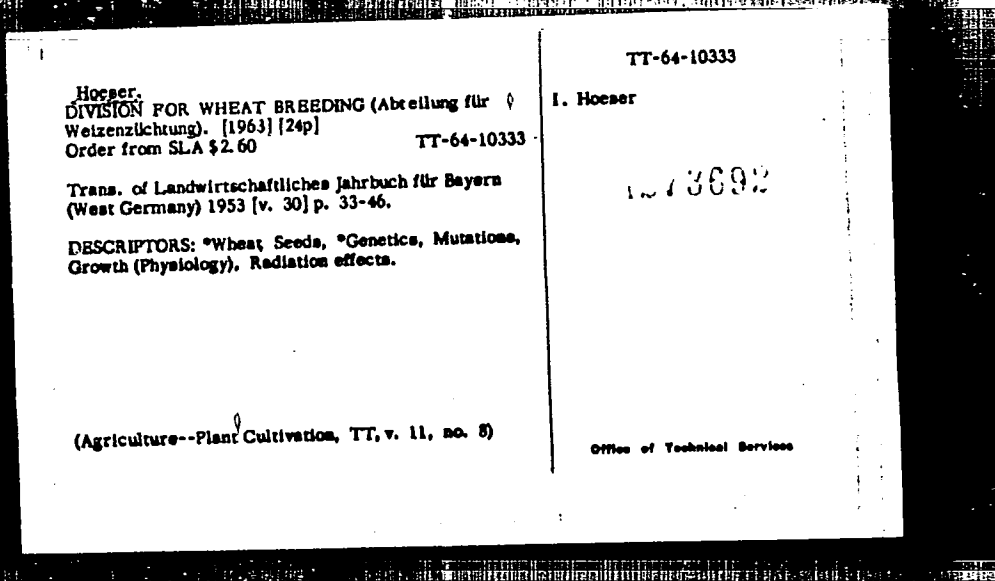 Hoeser.
DIVISION FOR WHEAT BREEDING (Abteilung für
Weizenzüchtung). [1963] [24p]
Order from SLA $2.60 TT-64-10333
Trans. of Landwirtschaftliches Jahrbuch für Bayern
(West Germany) 1953 [v. 30] p. 33-46.
DESCRIPTORS: *Wheat, Seeds, *Genetics, Mutations,
Growth (Physiology), Radiation effects.
(Agriculture--Plant Cultivation, TT, v. 11, no. 8)
TT-64-10333
I. Hoeser
Office of Technical Services